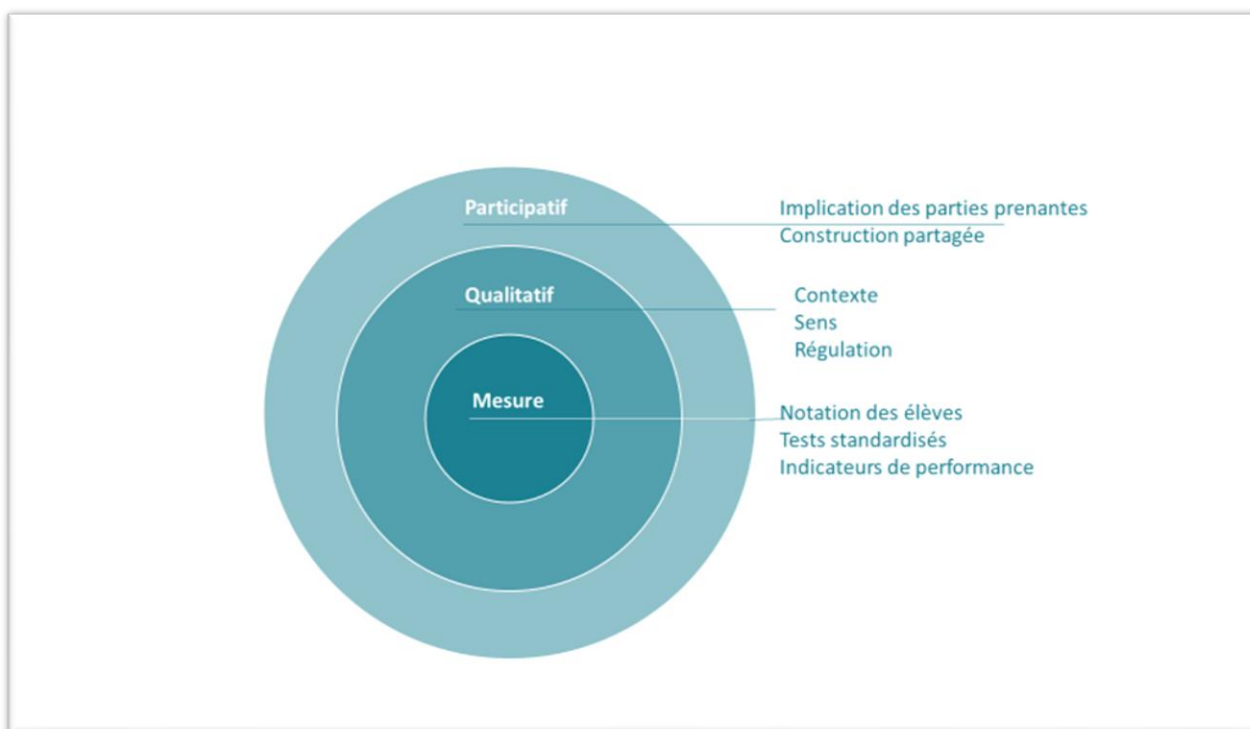 Participatif
Implication des parties prenantes
Construction partagée
Qualitatif
Contexte
Sens
Régulation
Mesure
Notation des élèves
Tests standardisés
Indicateurs de performance